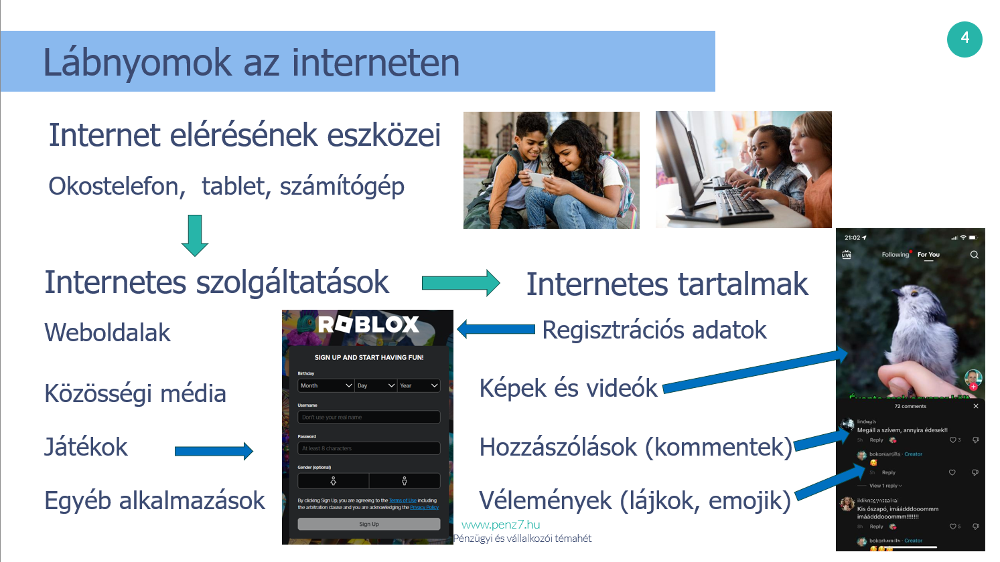 4
Lábnyomok az interneten
Internet elérésének eszközei
Okostelefon, tablet, számítógép
Internetes szolgáltatások
Weboldalak
Közösségi média
Játékok
Egyéb alkalmazások
ROBLOX
SIGN UP AND START HAVING FUN!
Birthday
Month Day Year
Username
Don't use your real name
Password
At least 8 characters
Gender (optional)
By clicking Sign Up, you are agreeing to the Terms of Use including
the arbitration clause and you are acknowledging the Privacy Policy
Sign Up
Internetes tartalmak
Regisztrációs adatok
Képek és videók
Hozzászólások (kommentek)
Vélemények (lájkok, emojik)
21:02
LIVE
Following For You
72 comments
Megáll a szívem, annyira édesek!!
5h Reply 3
· Creator
5h Reply
View 1 reply
Kis őszapó, imáádddooommm
imáádddooommm!!!!!!!
8h Reply 5
· Creator
www.penz7.hu
Pénzügyi és vállalkozói témahét